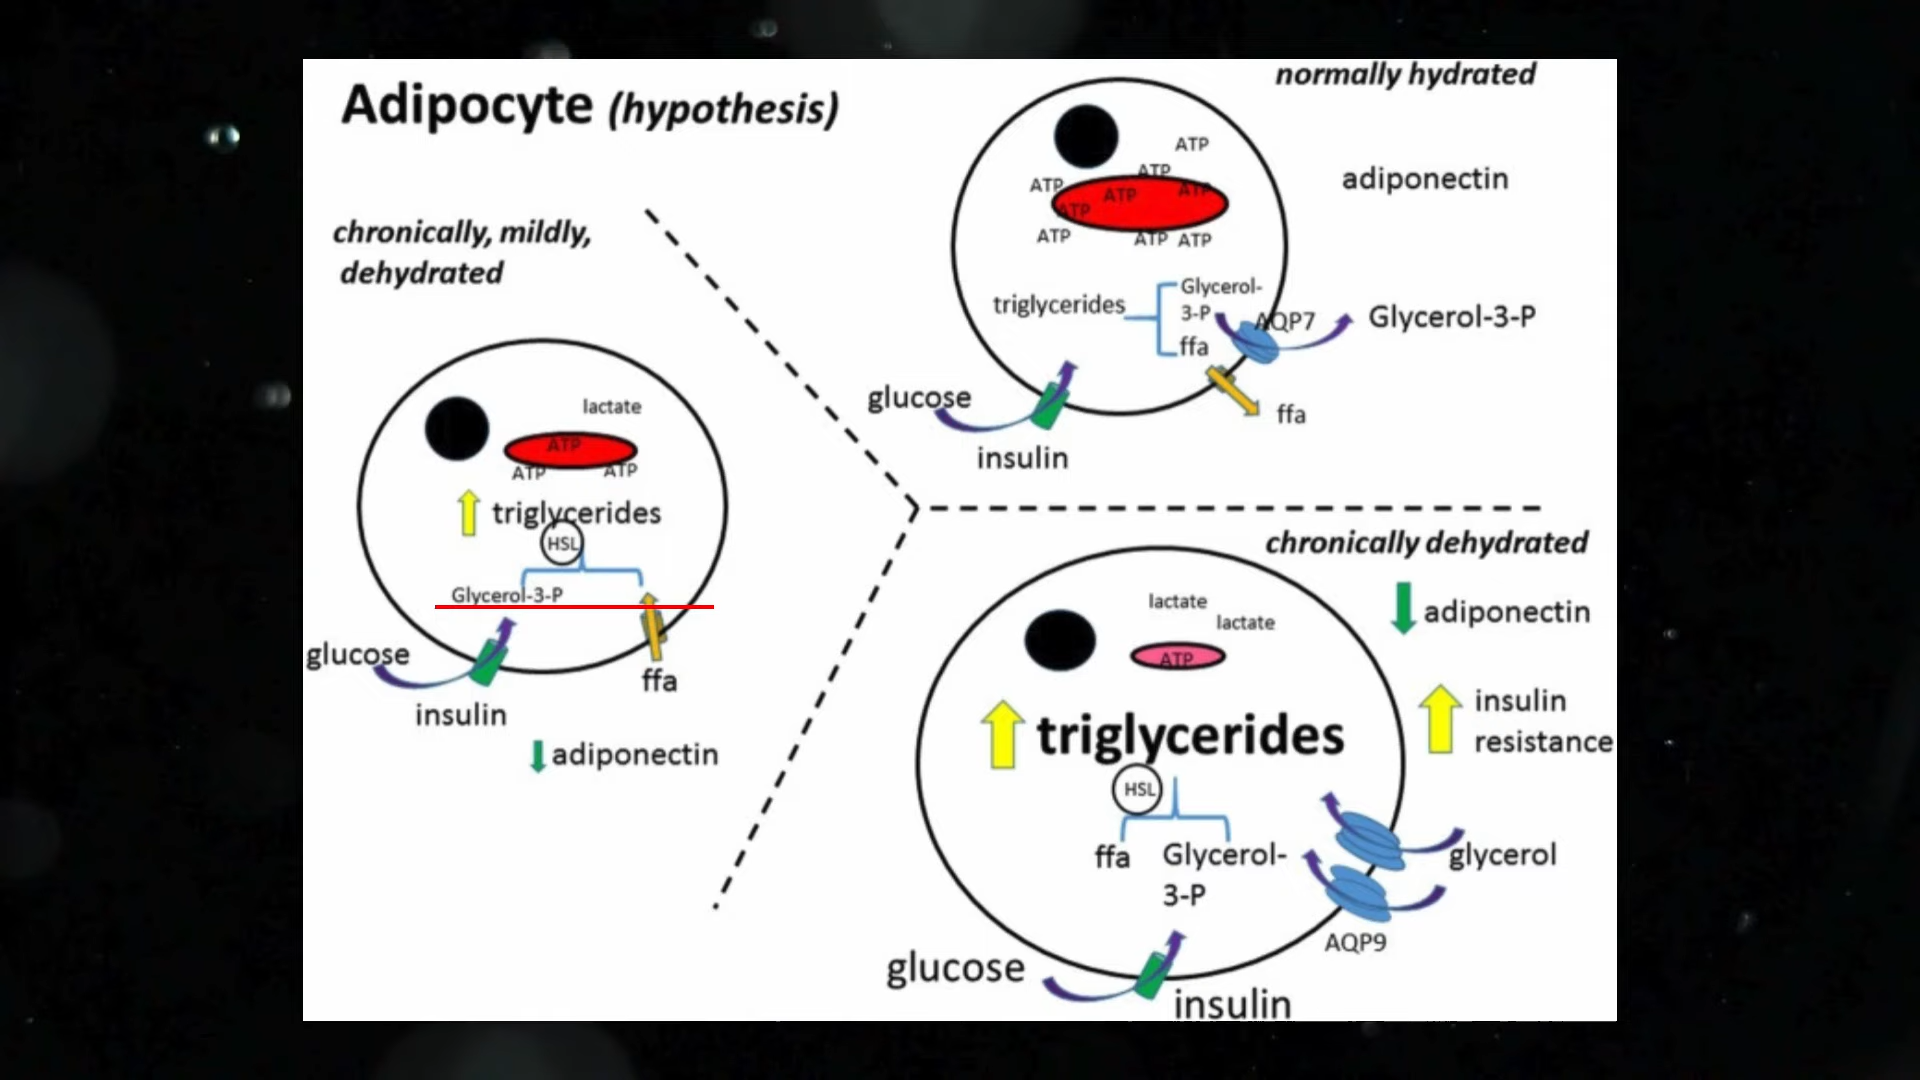 Adipocyte (hypothesis)
chronically, mildly,
dehydrated
lactate
ATP
ATP
ATP
triglycerides
HSL
Glycerol-3-P
glucose
insulin
ffa
adiponectin
normally hydrated
ATP
ATP
ATP
ATP
ATP
ATP
ATP
ATP
ATP
adiponectin
triglycerides
Glycerol-
3-P
ffa
AQP7
Glycerol-3-P
glucose
insulin
ffa
chronically dehydrated
lactate
lactate
ATP
adiponectin
insulin
resistance
triglycerides
HSL
ffa
Glycerol-
3-P
glycerol
AQP9
glucose
insulin